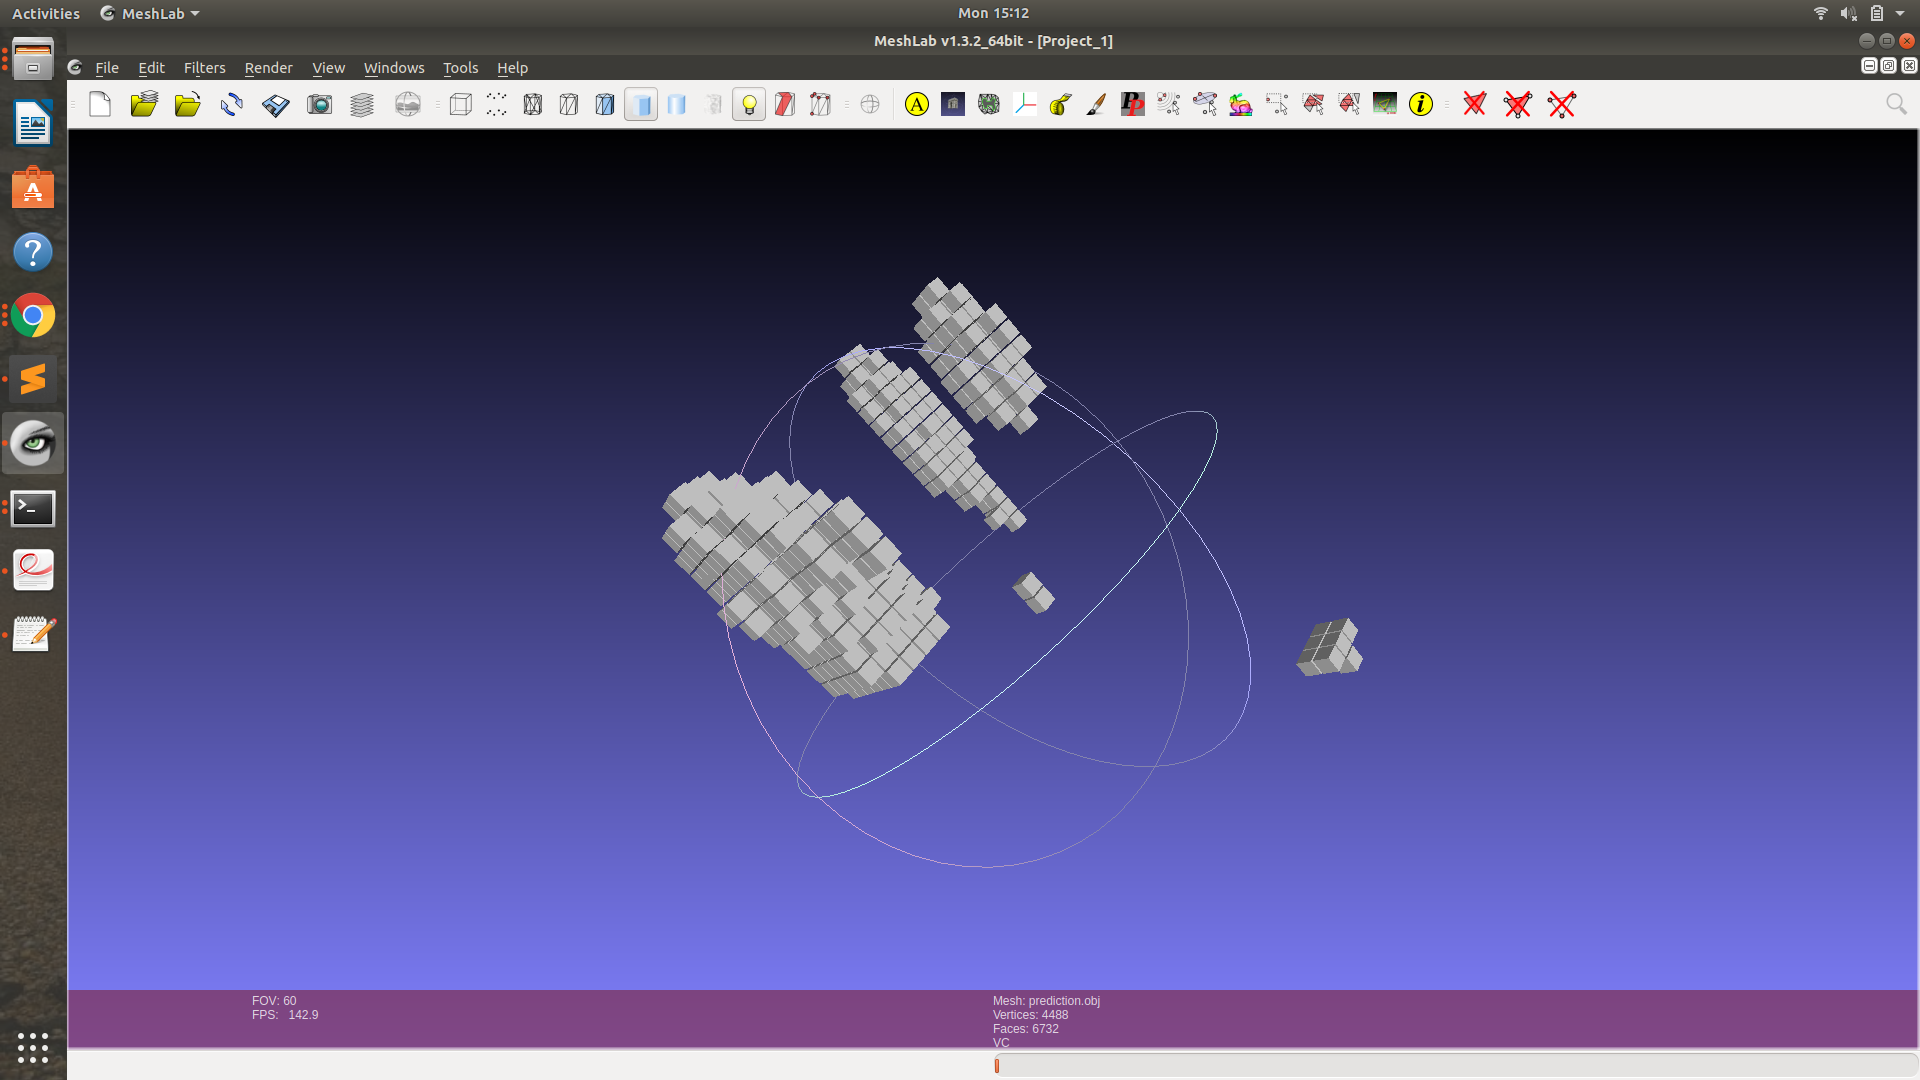 Activities
MeshLab
Mon 15:12
MeshLab v1.3.2_64bit - [Project_1]
File Edit Filters Render View Windows Tools Help
A
PP
i
A
?
>_
FOV: 60
FPS: 142.9
Mesh: prediction.obj
Vertices: 4488
Faces: 6732
VC